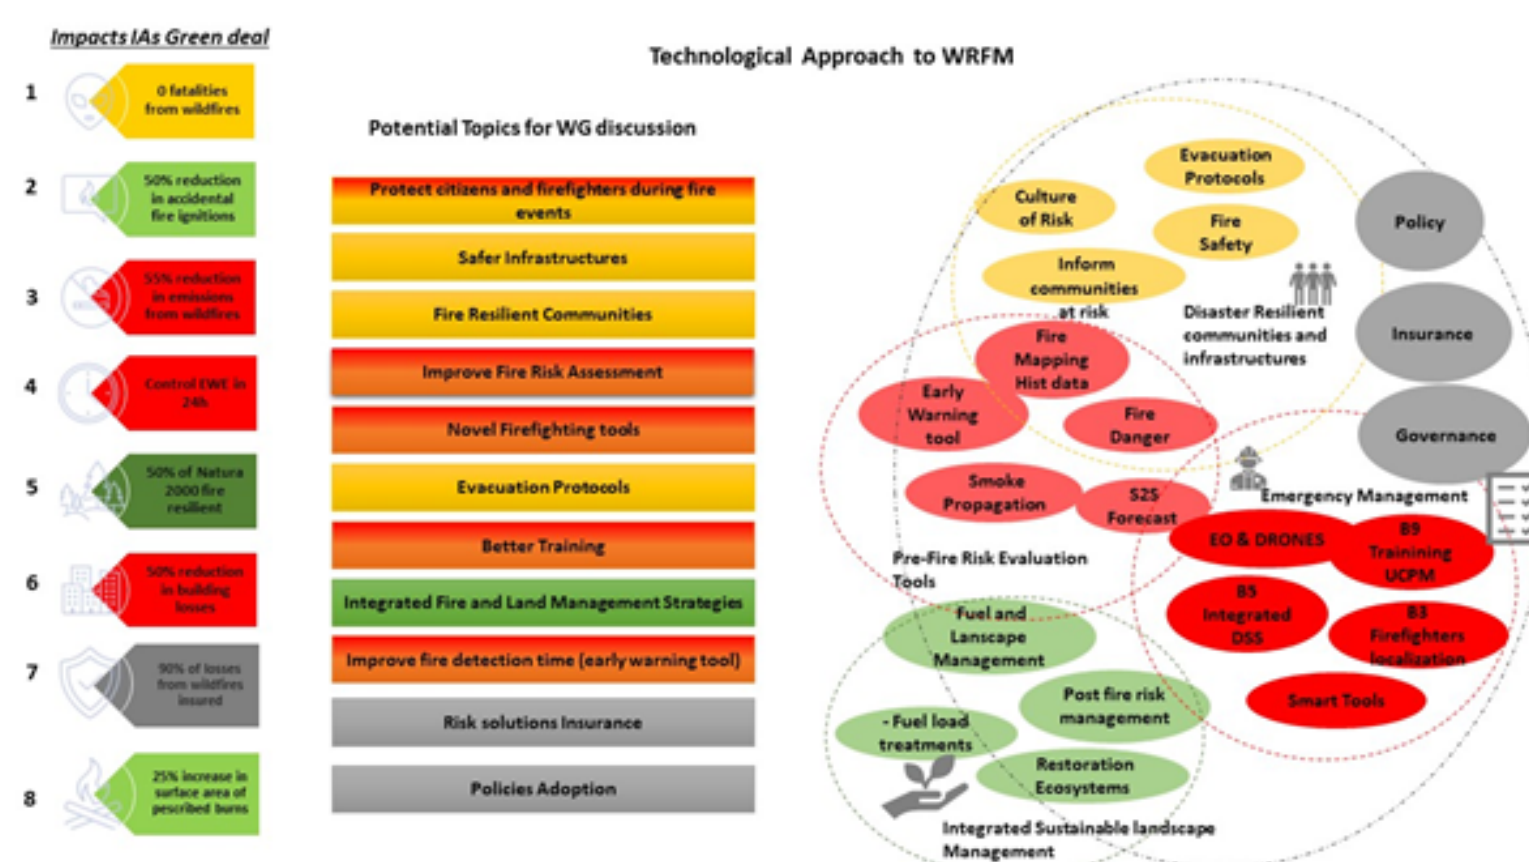 Impacts IAs Green deal
1
0 fatalities
from wildfires
2
50% reduction
in accidental
fire ignitions
3
55% reduction
in emissions
from wildfires
4
Control EWE in
24h
5
50% of Natura
2000 fire
resilient
6
50% reduction
in building
losses
7
90% of losses
from wildfires
insured
8
25% increase in
surface area of
pescribed burns
Potential Topics for WG discussion
Protect citizens and firefighters during fire
events
Safer Infrastructures
Fire Resilient Communities
Improve Fire Risk Assessment
Novel Firefighting tools
Evacuation Protocols
Better Training
Integrated Fire and Land Management Strategies
Improve fire detection time (early warning tool)
Risk solutions Insurance
Policies Adoption
Technological Approach to WRFM
Evacuation
Protocols
Culture
of Risk
Fire
Safety
Inform
communities
at risk
Disaster Resilient
communities and
infrastructures
Policy
Insurance
Governance
Fire
Mapping
Hist data
Early
Warning
tool
Fire
Danger
Smoke
Propagation
S2S
Forecast
Pre-Fire Risk Evaluation
Tools
Emergency Management
EO & DRONES
B9
Trainining
UCPM
B5
Integrated
DSS
B3
Firefighters
localization
Smart Tools
Fuel and
Lanscape
Management
Post fire risk
management
- Fuel load
treatments
Restoration
Ecosystems
Integrated Sustainable landscape
Management